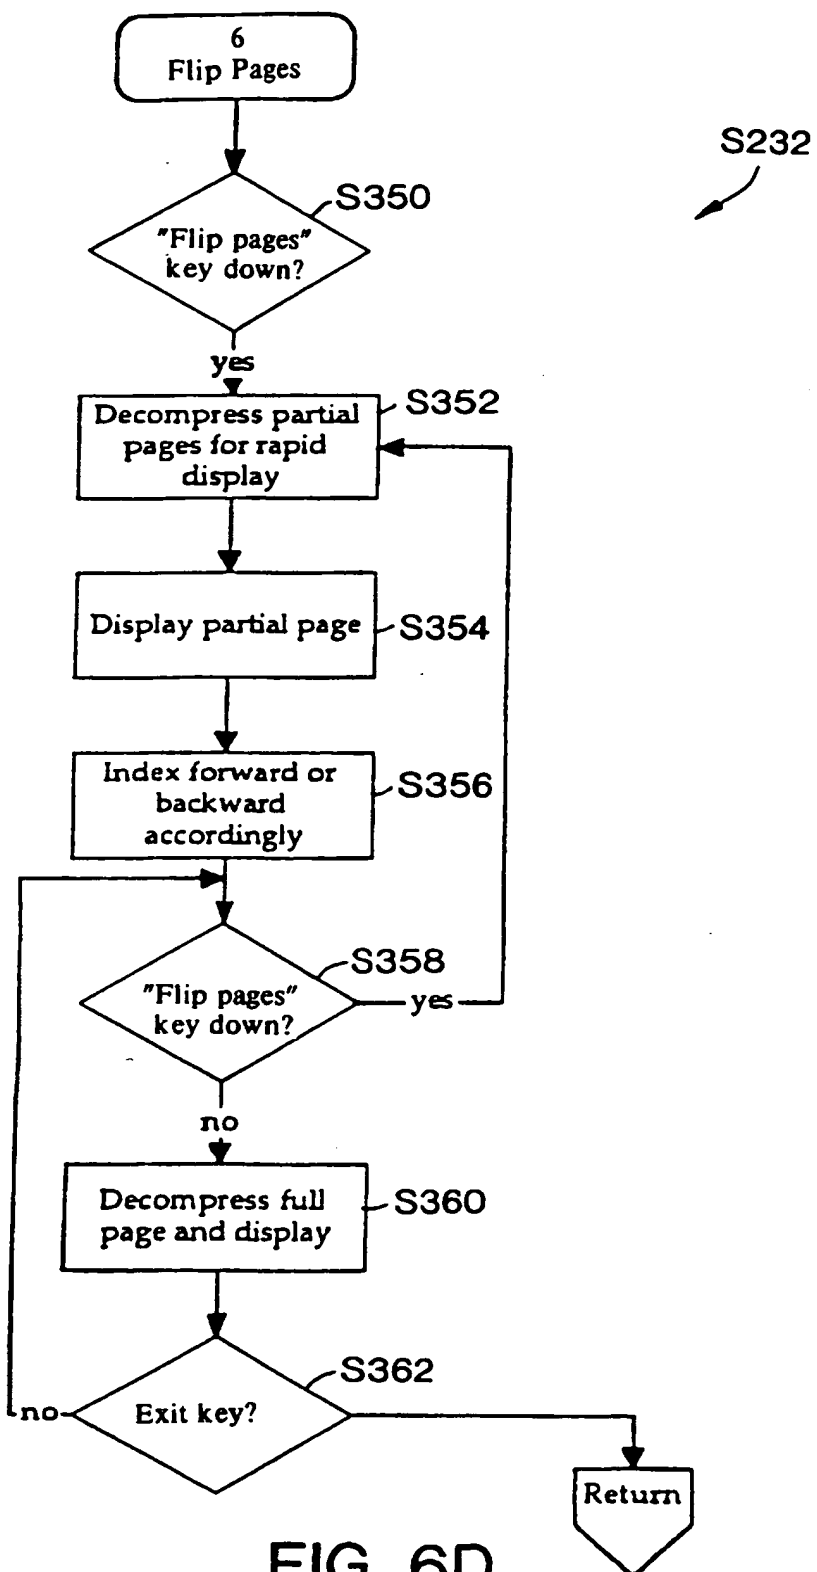 6
Flip Pages
S232
S350
"Flip pages"
key down?
yes
S352
Decompress partial
pages for rapid
display
Display partial page
S354
Index forward or
backward
accordingly
S356
S358
"Flip pages"
key down?
yes
no
Decompress full
page and display
S360
S362
Exit key?
no
Return
FIG. 6D